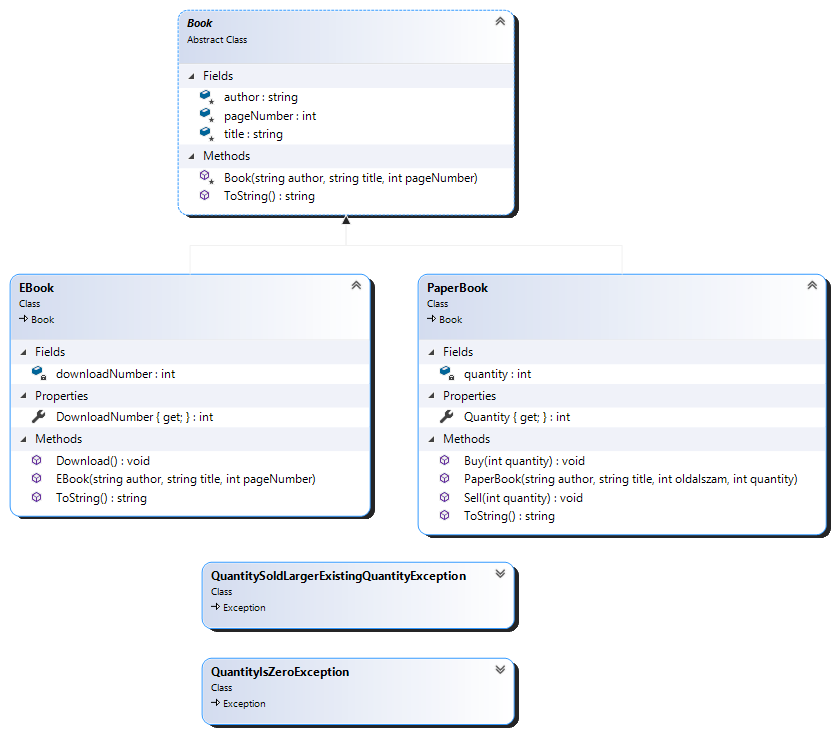 Book
Abstract Class
Fields
author : string
pageNumber : int
title : string
Methods
Book(string author, string title, int pageNumber)
ToString() : string
EBook
Class
Book
Fields
downloadNumber : int
Properties
DownloadNumber { get; } : int
Methods
Download() : void
EBook(string author, string title, int pageNumber)
ToString() : string
PaperBook
Class
Book
Fields
quantity : int
Properties
Quantity { get; } : int
Methods
Buy(int quantity) : void
PaperBook(string author, string title, int oldalszam, int quantity)
Sell(int quantity) : void
ToString() : string
QuantitySoldLargerExistingQuantityException
Class
Exception
QuantityIsZeroException
Class
Exception